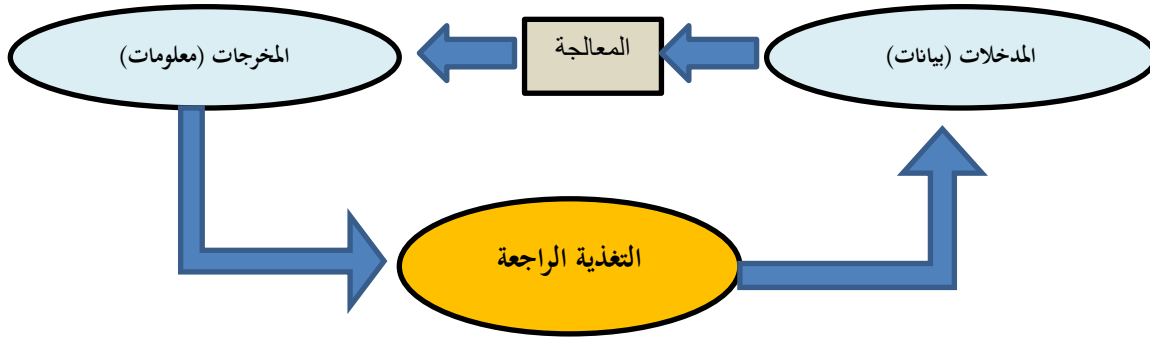 المدخلات (بيانات)
المعالجة
المخرجات (معلومات)
التغذية الراجعة